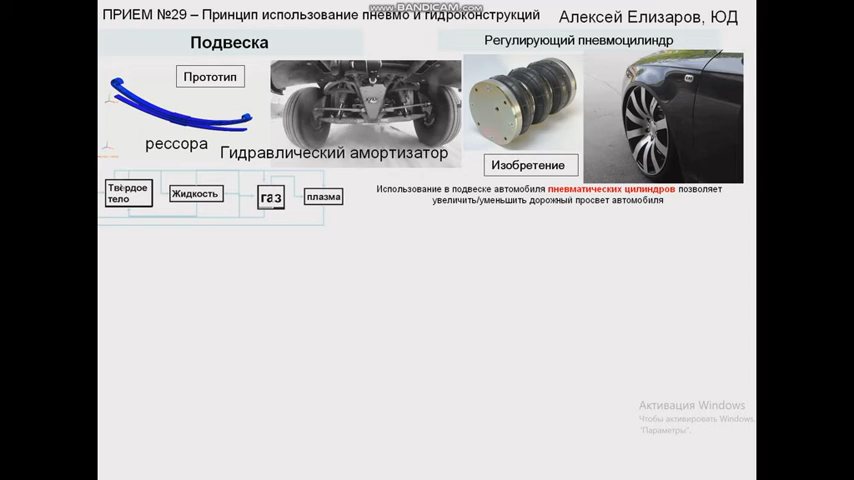 WWW.BANDICAM.COM
ПРИЕМ №29 – Принцип использование пневмо и гидроконструкций
Алексей Елизаров, ЮД
Подвеска
Регулирующий пневмоцилиндр
Прототип
рессора
Гидравлический амортизатор
Изобретение
Твёрдое
тело
Жидкость
газ
плазма
Использование в подвеске автомобиля пневматических цилиндров позволяет
увеличить/уменьшить дорожный просвет автомобиля
Активация Windows
Чтобы активировать Windows,
"Параметры".